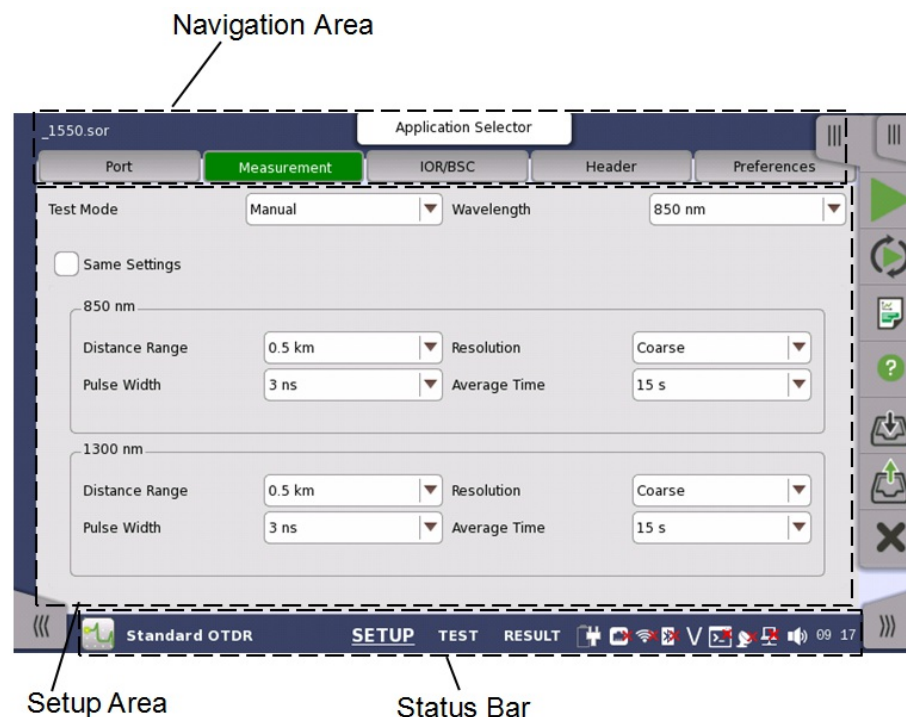 Navigation Area
_1550.sor
Application Selector
Port Measurement IOR/BSC Header Preferences
Test Mode Manual Wavelength 850 nm
Same Settings
850 nm
Distance Range 0.5 km Resolution Coarse
Pulse Width 3 ns Average Time 15 s
1300 nm
Distance Range 0.5 km Resolution Coarse
Pulse Width 3 ns Average Time 15 s
Standard OTDR SETUP TEST RESULT V 09 17
Setup Area Status Bar